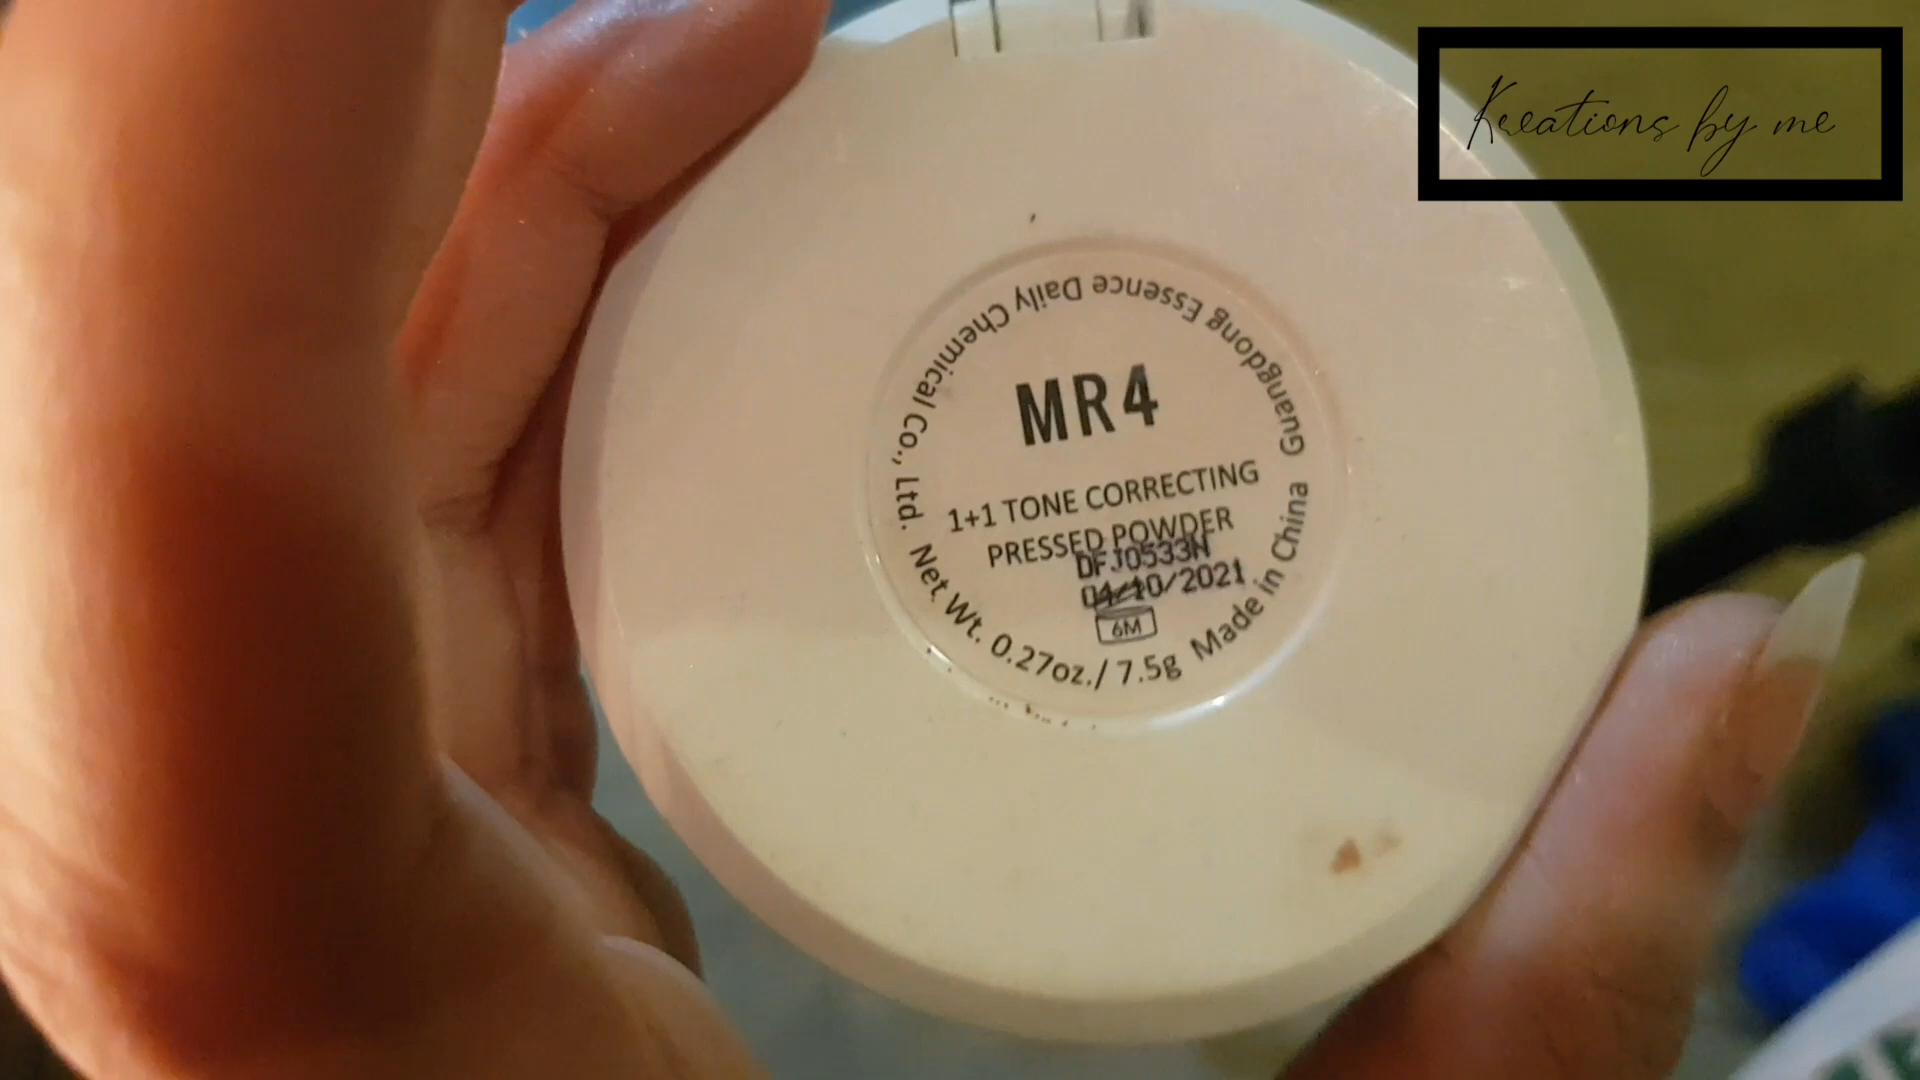 Kreations by me
Guangdong Essence Daily Chemical Co., Ltd.
MR4
1+1 TONE CORRECTING
PRESSED POWDER
DFJ0533N
04/10/2021
6M
Net Wt. 0.27oz./ 7.5g
Made in China